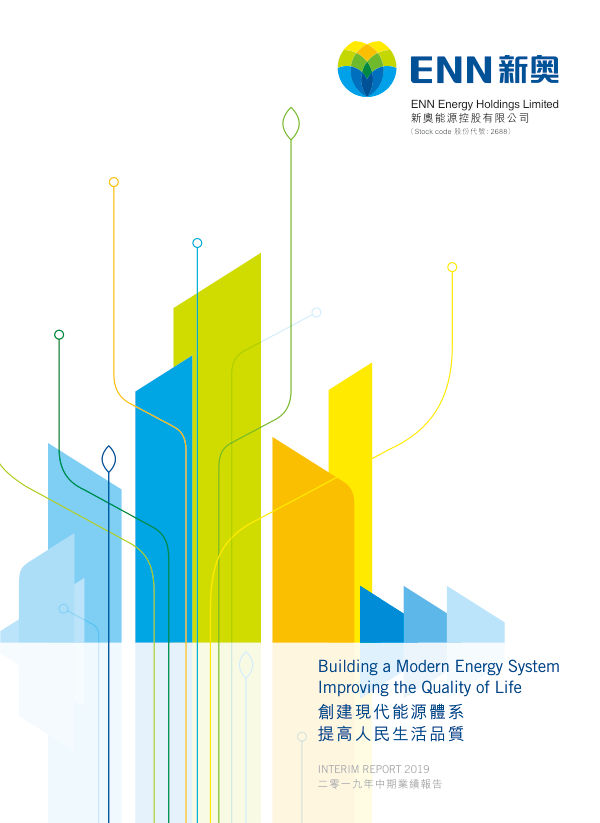 ENN新奥
ENN Energy Holdings Limited
新奧能源控股有限公司
(Stock code 股份代號: 2688)
Building a Modern Energy System
Improving the Quality of Life
創建現代能源體系
提高人民生活品質
INTERIM REPORT 2019
二零一九年中期業績報告